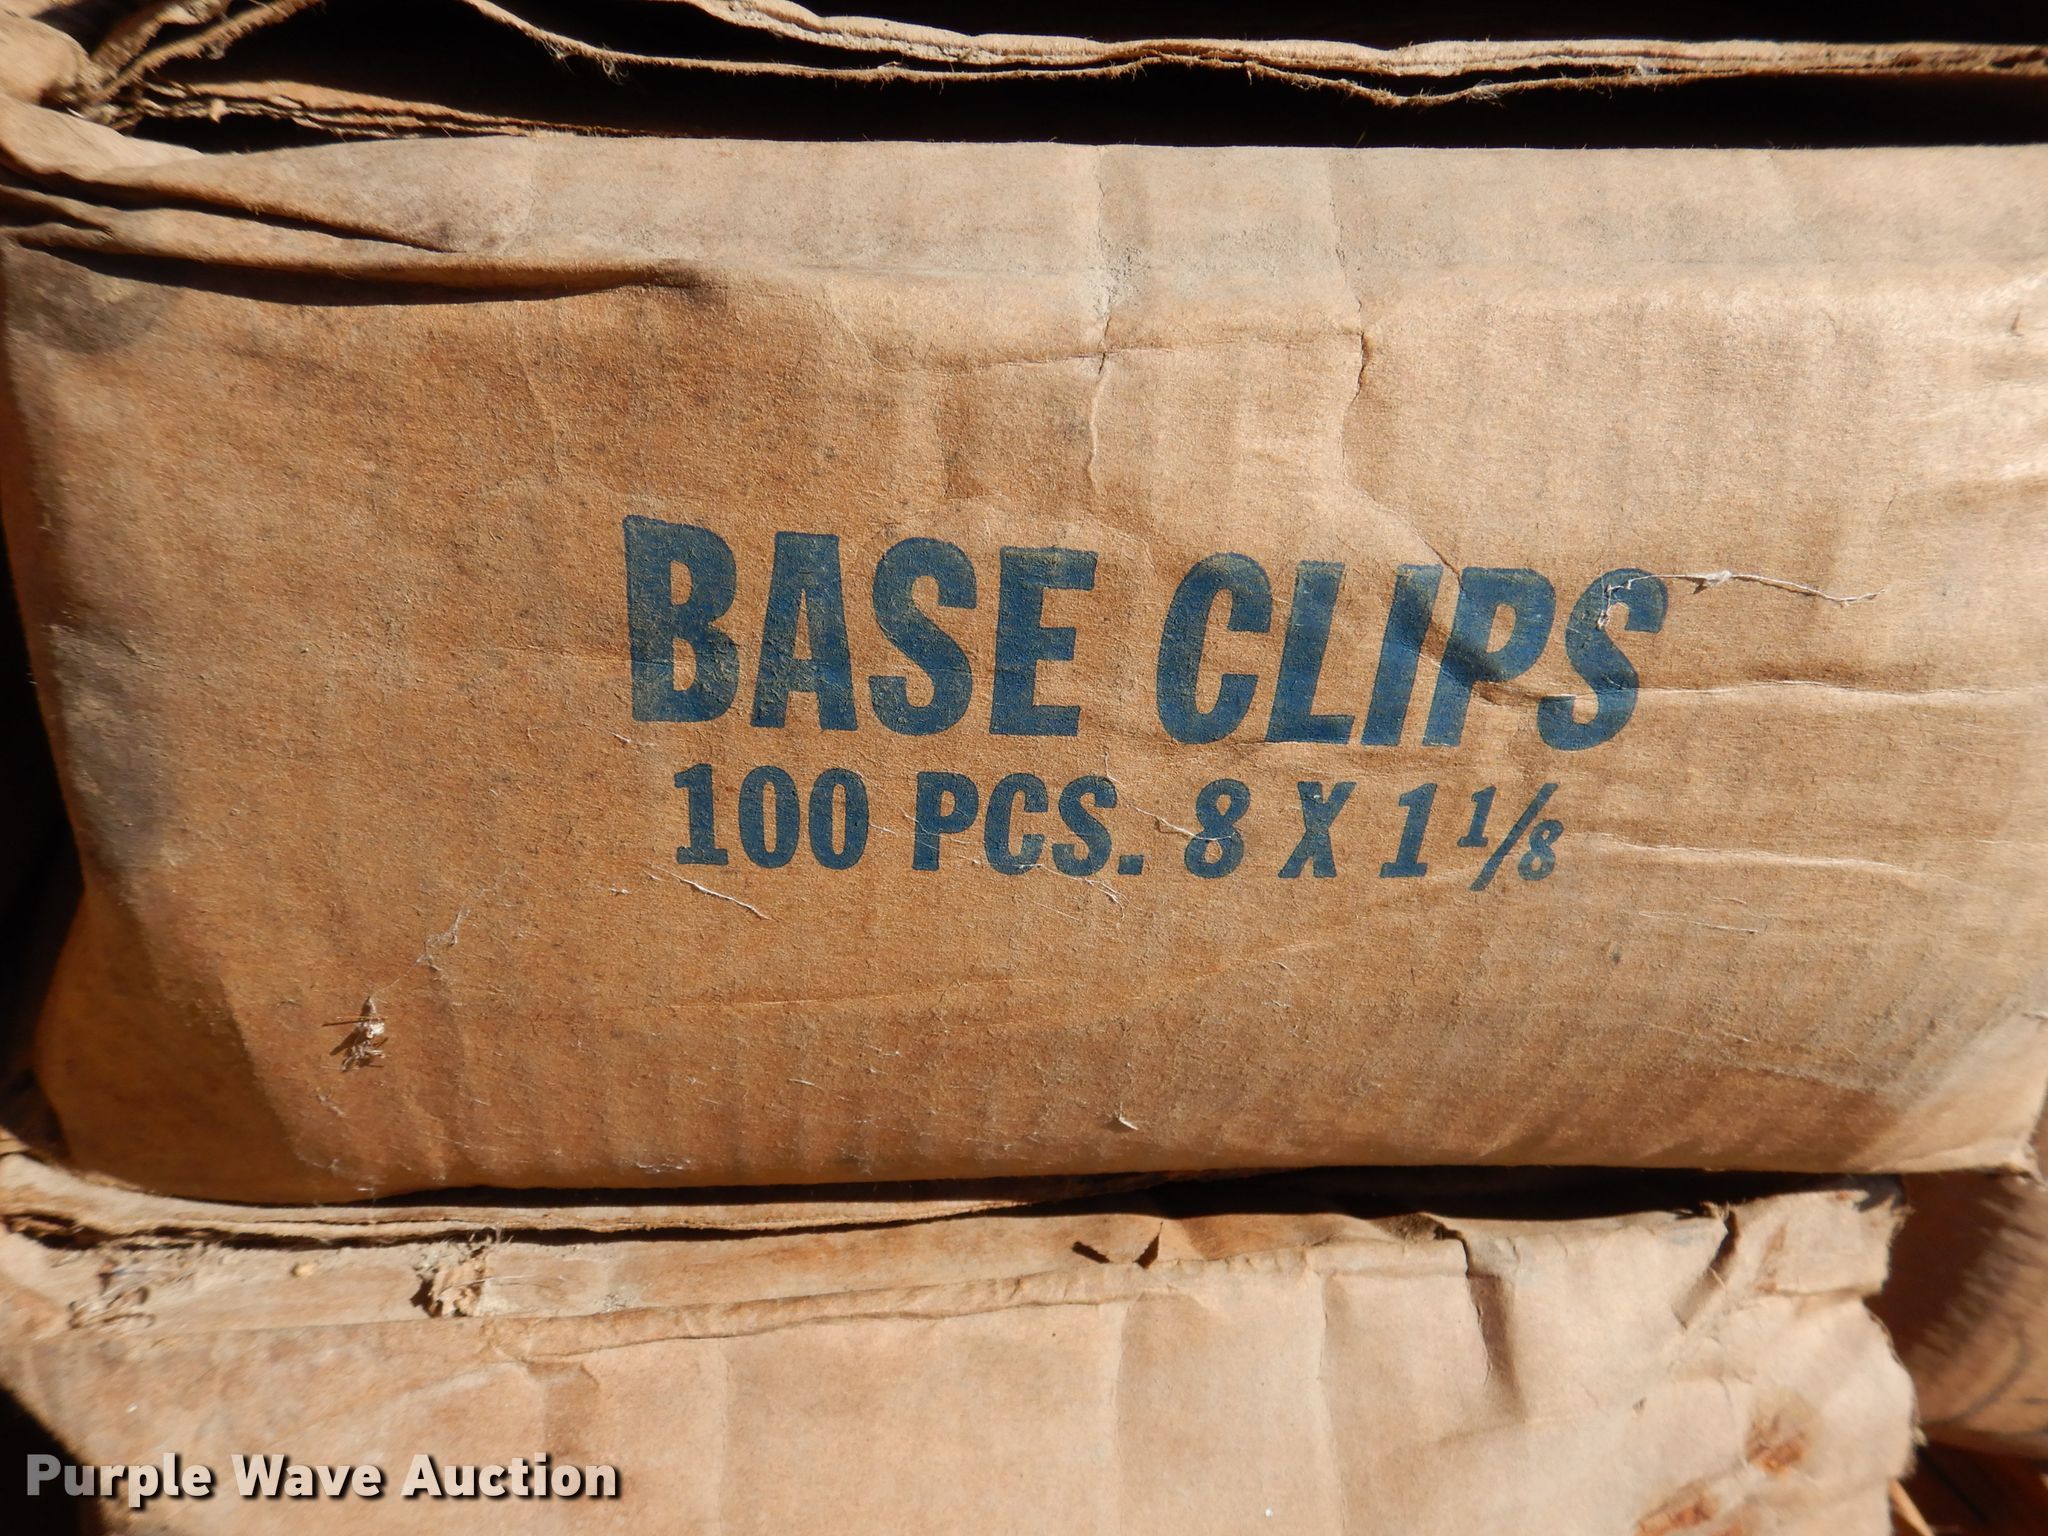 BASE CLIPS
100 PCS. 8 X 1 1/8
Purple Wave Auction